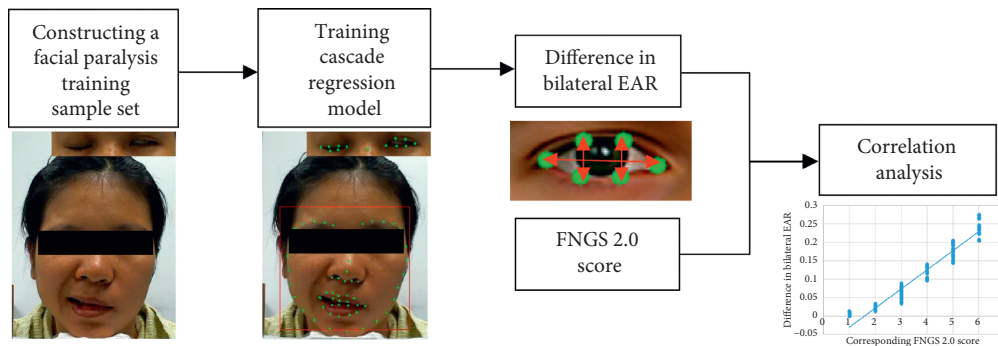 Constructing a
facial paralysis
training
sample set
Training
cascade
regression
model
Difference in
bilateral EAR
FNGS 2.0
score
Correlation
analysis
Difference in bilateral EAR
0.3
0.25
0.2
0.15
0.1
0.05
0
−0.05
0 1 2 3 4 5 6
Corresponding FNGS 2.0 score